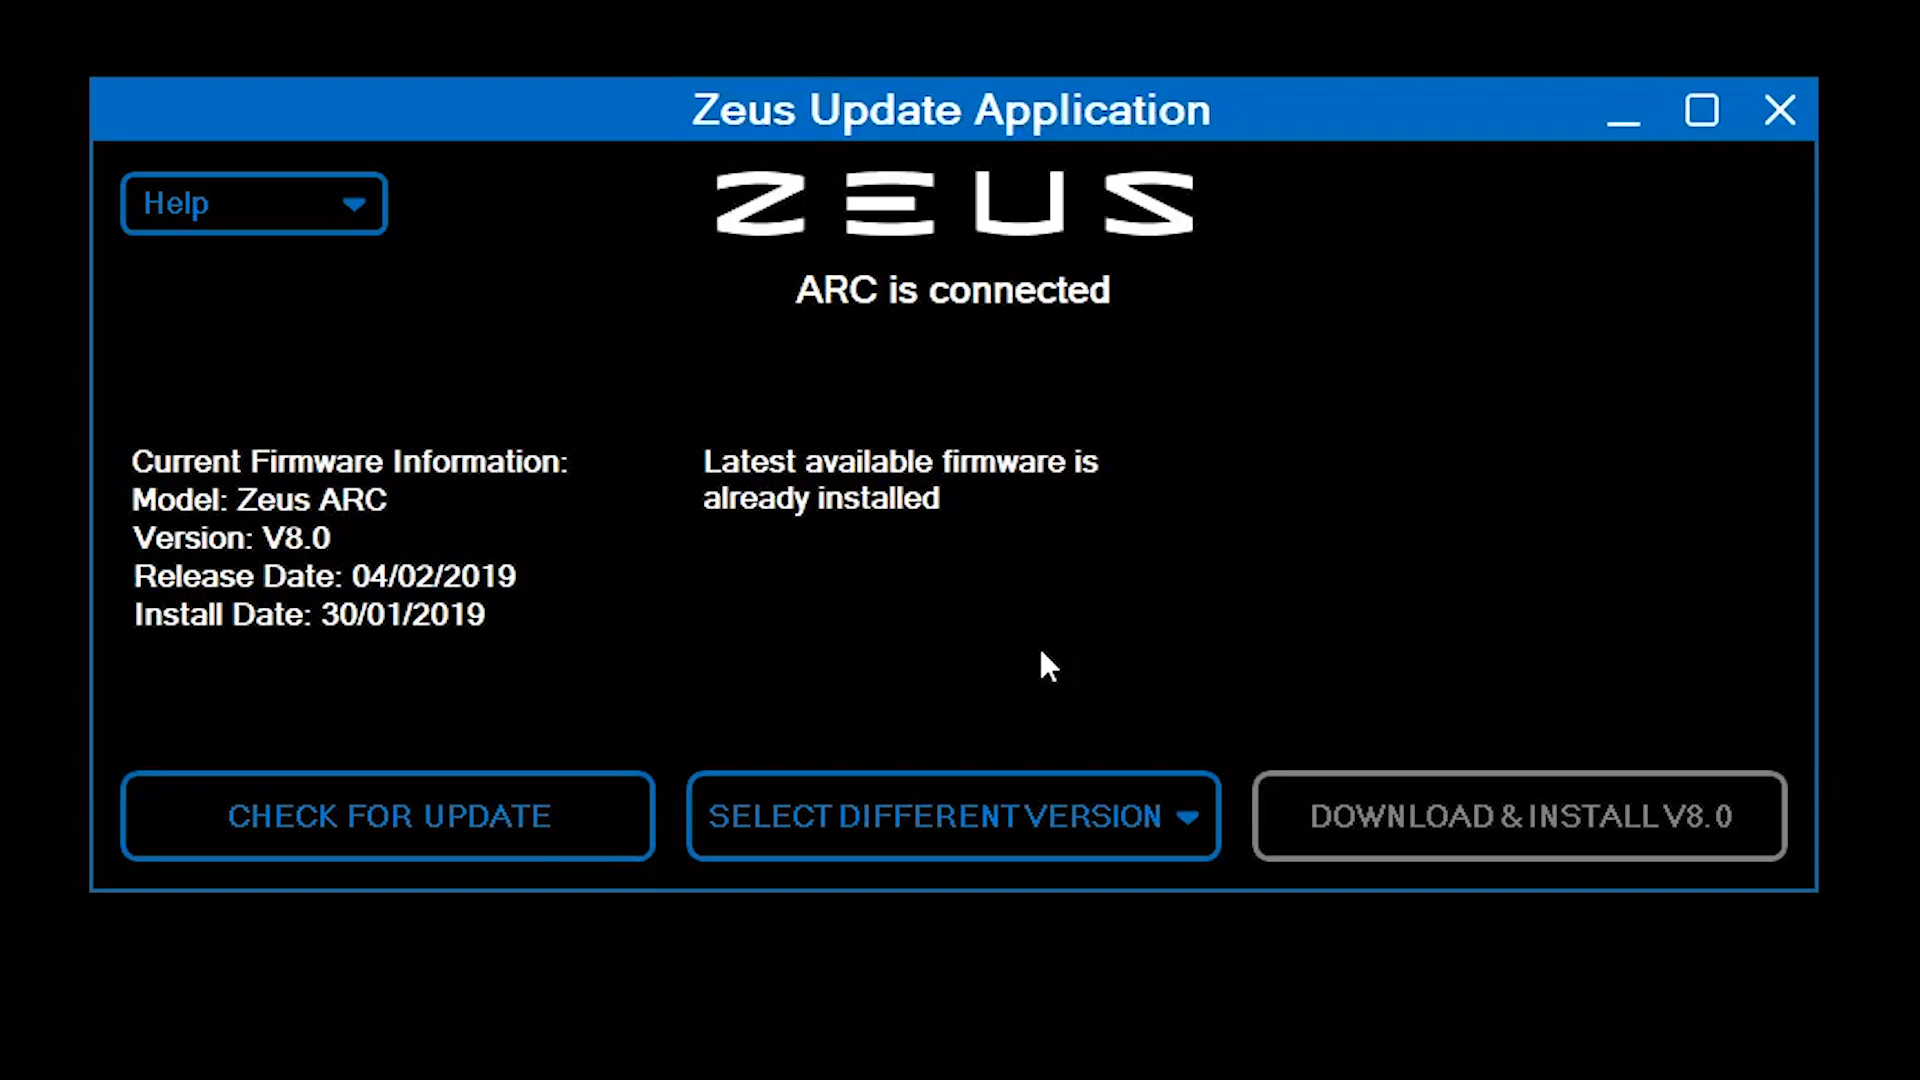 Zeus Update Application
Help
ZEUS
ARC is connected
Current Firmware Information:
Model: Zeus ARC
Version: V8.0
Release Date: 04/02/2019
Install Date: 30/01/2019
Latest available firmware is
already installed
CHECK FOR UPDATE
SELECT DIFFERENT VERSION
DOWNLOAD & INSTALL V8.0